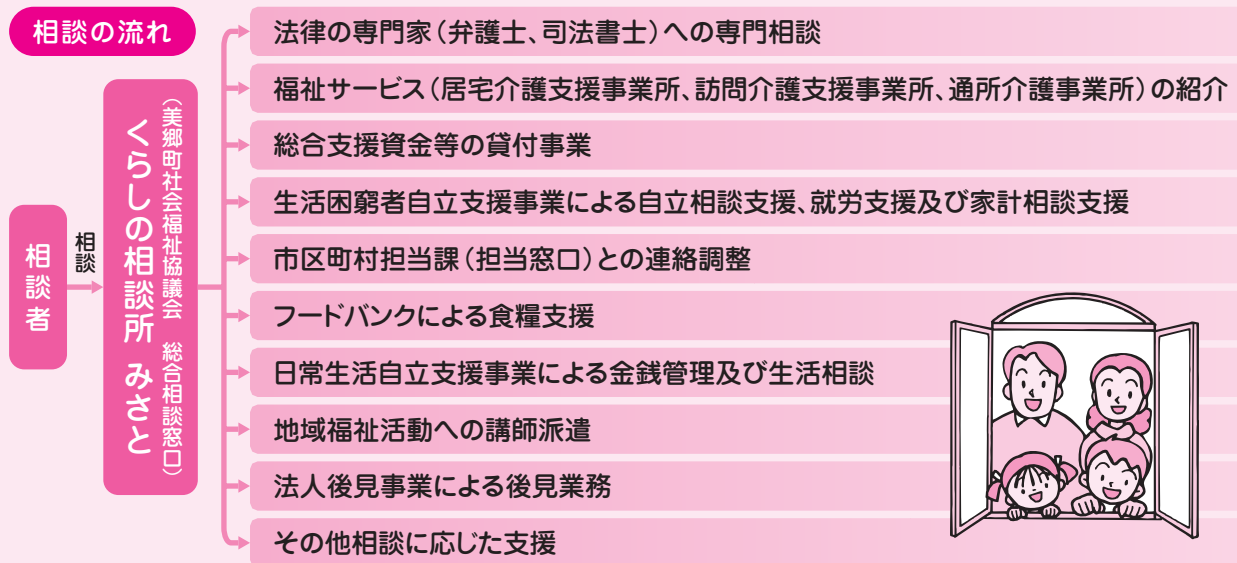 相談の流れ
相談者
相談
くらしの相談所 みさと
（美郷町社会福祉協議会 総合相談窓口）
法律の専門家（弁護士、司法書士）への専門相談
福祉サービス（居宅介護支援事業所、訪問介護支援事業所、通所介護事業所）の紹介
総合支援資金等の貸付事業
生活困窮者自立支援事業による自立相談支援、就労支援及び家計相談支援
市区町村担当課（担当窓口）との連絡調整
フードバンクによる食糧支援
日常生活自立支援事業による金銭管理及び生活相談
地域福祉活動への講師派遣
法人後見事業による後見業務
その他相談に応じた支援